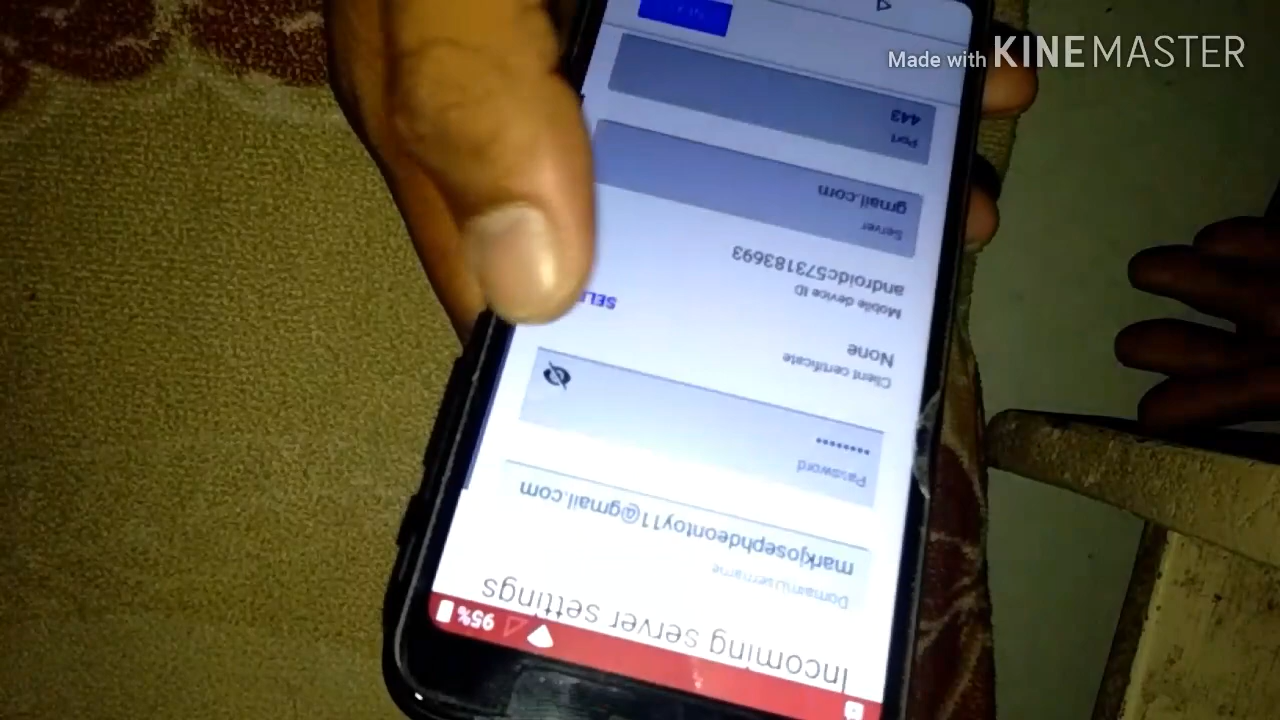 Made with KINEMASTER
95%
Incoming server settings
Domain\Username
markjosephdeontoy11@gmail.com
Password
••••••••
Client certificate
None
Mobile device ID
androidc573183693
Server
gmail.com
Port
443